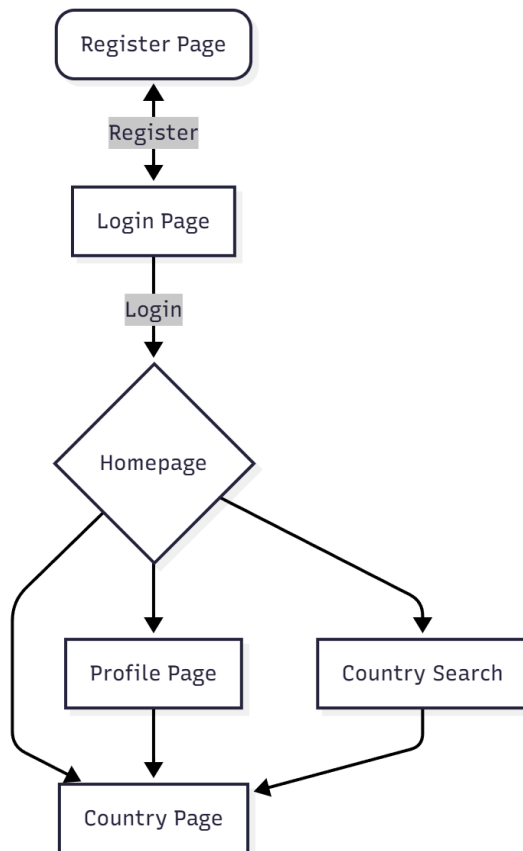 Register Page
Register
Login Page
Login
Homepage
Profile Page
Country Search
Country Page